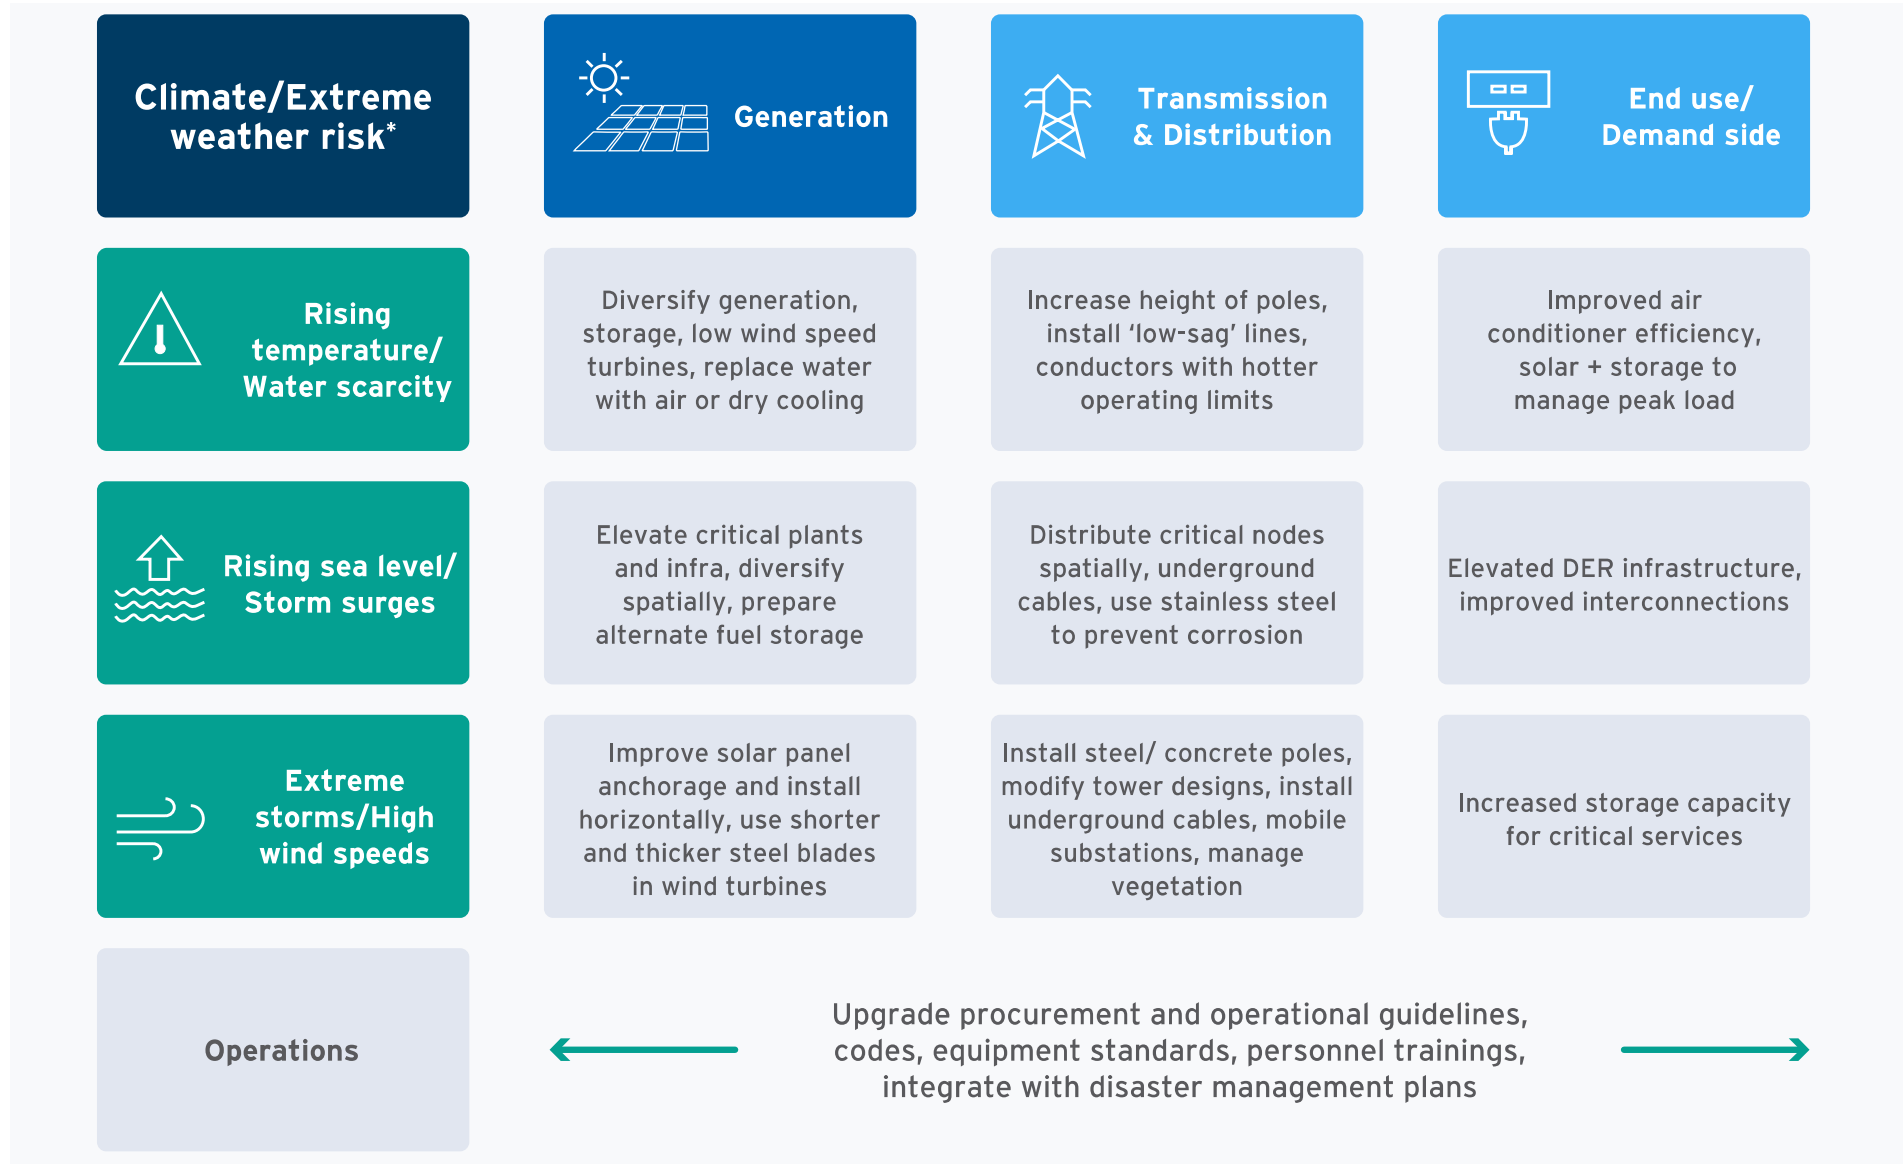 Climate/Extreme
weather risk*
Generation
Transmission
& Distribution
End use/
Demand side
Rising
temperature/
Water scarcity
Diversify generation,
storage, low wind speed
turbines, replace water
with air or dry cooling
Increase height of poles,
install ‘low-sag’ lines,
conductors with hotter
operating limits
Improved air
conditioner efficiency,
solar + storage to
manage peak load
Rising sea level/
Storm surges
Elevate critical plants
and infra, diversify
spatially, prepare
alternate fuel storage
Distribute critical nodes
spatially, underground
cables, use stainless steel
to prevent corrosion
Elevated DER infrastructure,
improved interconnections
Extreme
storms/High
wind speeds
Improve solar panel
anchorage and install
horizontally, use shorter
and thicker steel blades
in wind turbines
Install steel/ concrete poles,
modify tower designs, install
underground cables, mobile
substations, manage
vegetation
Increased storage capacity
for critical services
Operations
Upgrade procurement and operational guidelines,
codes, equipment standards, personnel trainings,
integrate with disaster management plans